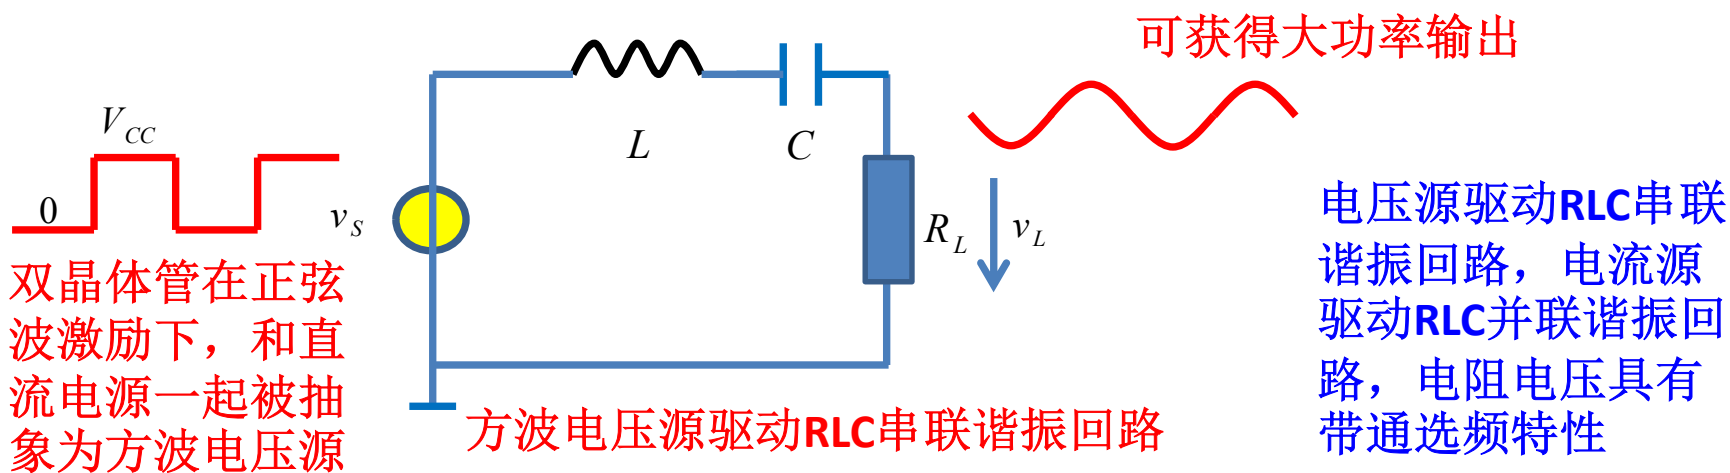 可获得大功率输出
V_{CC}
0
v_S
L
C
R_L
v_L
双晶体管在正弦
波激励下，和直
流电源一起被抽
象为方波电压源
方波电压源驱动RLC串联谐振回路
电压源驱动RLC串联
谐振回路，电流源
驱动RLC并联谐振回
路，电阻电压具有
带通选频特性